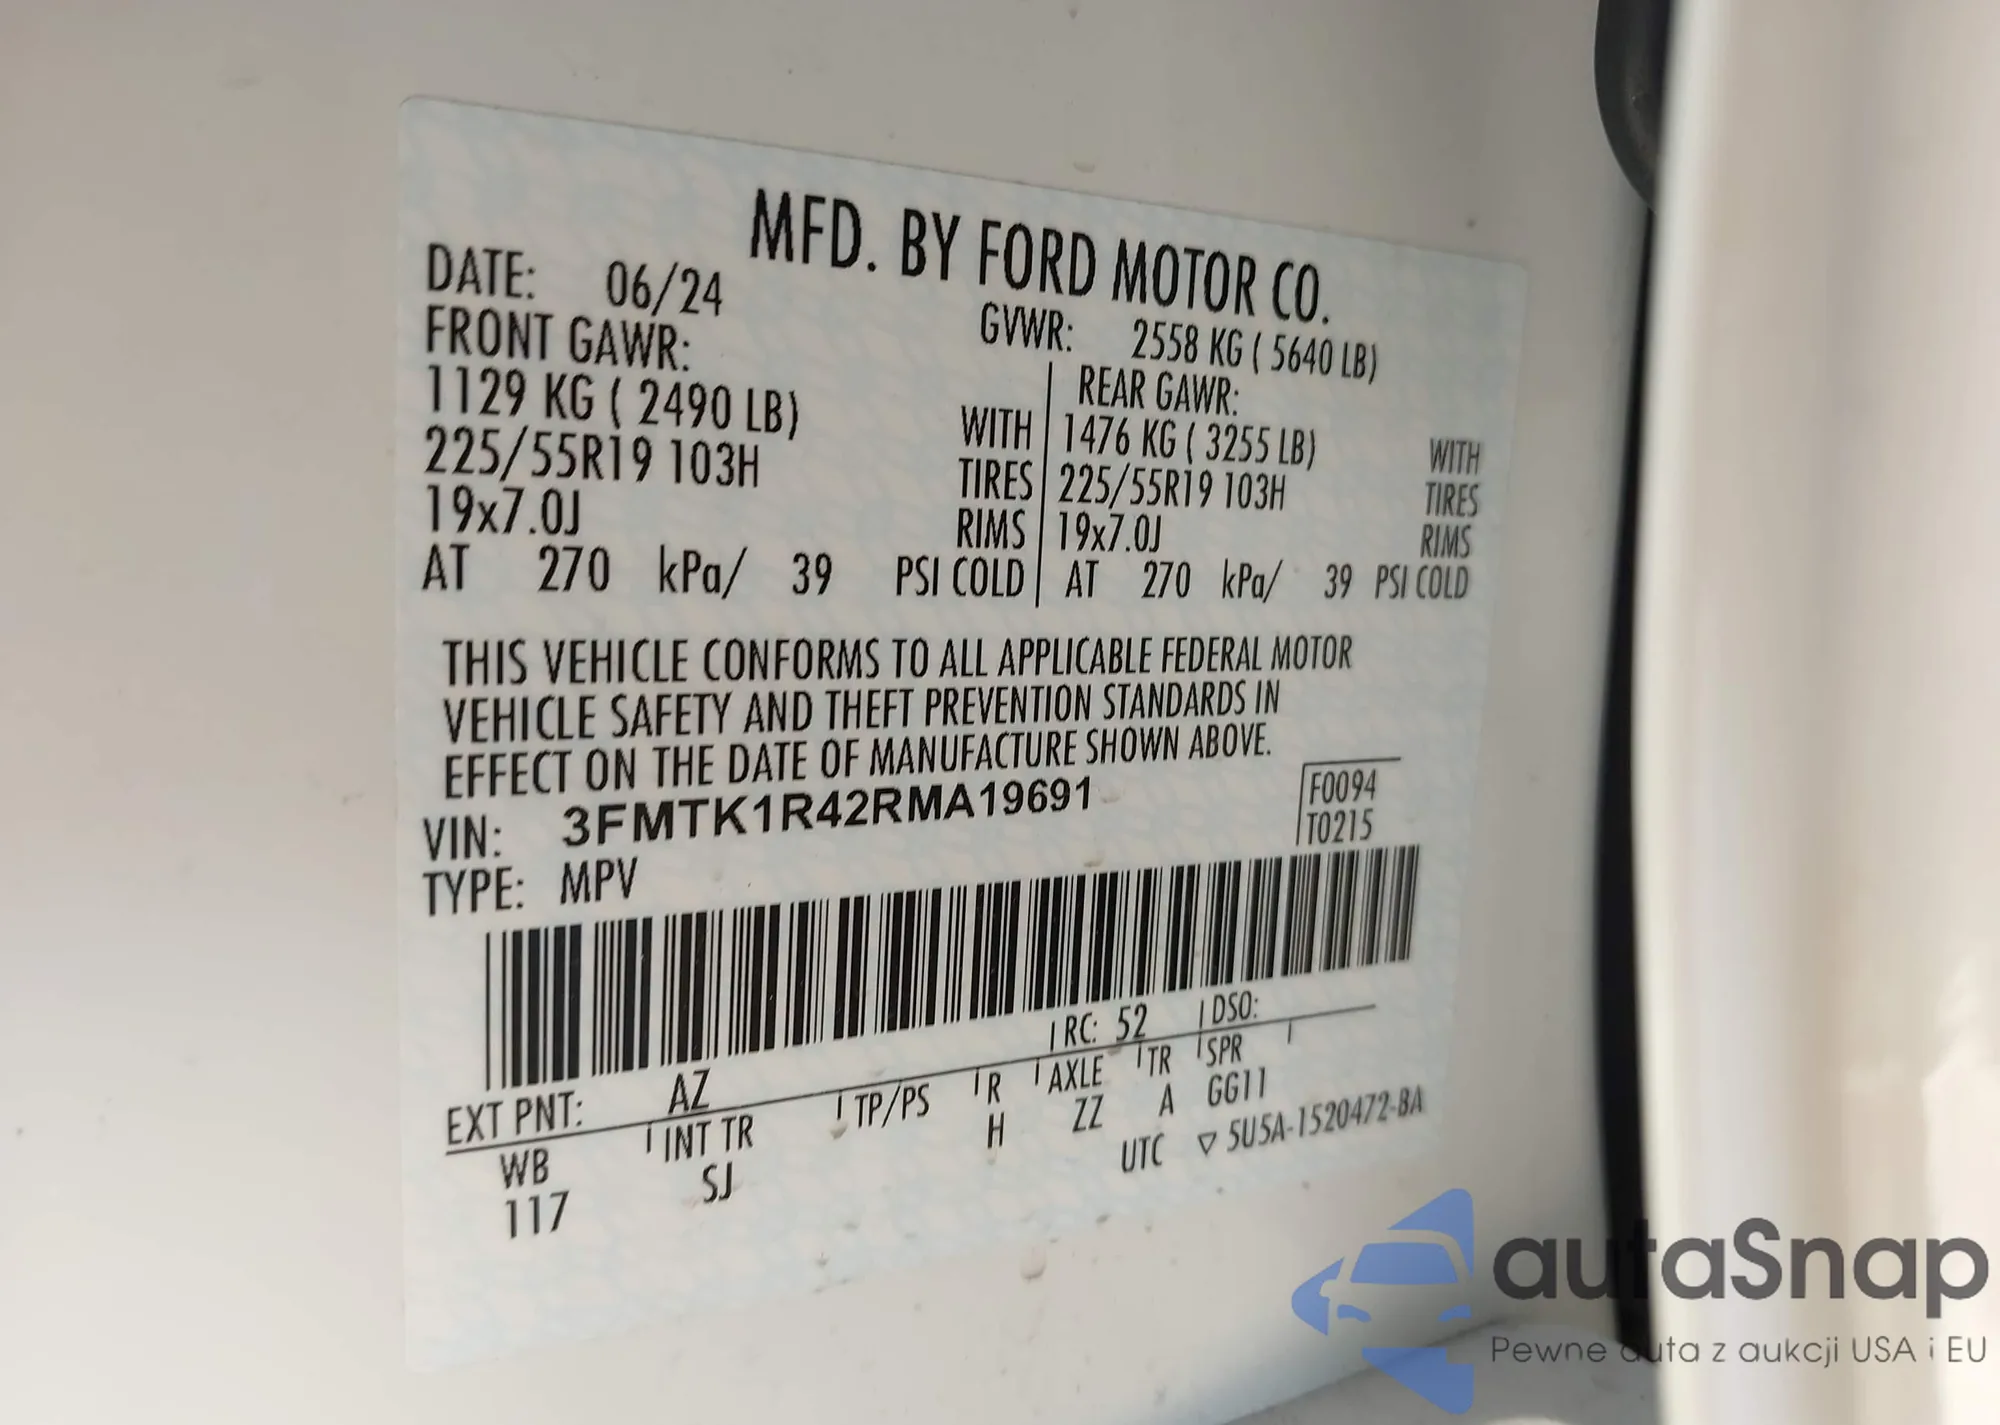 MFD. BY FORD MOTOR CO.
DATE: 06/24 GVWR: 2558 KG ( 5640 LB)
FRONT GAWR: REAR GAWR:
1129 KG ( 2490 LB) WITH 1476 KG ( 3255 LB) WITH
225/55R19 103H TIRES 225/55R19 103H TIRES
19x7.0J RIMS 19x7.0J RIMS
AT 270 kPa/ 39 PSI COLD AT 270 kPa/ 39 PSI COLD
THIS VEHICLE CONFORMS TO ALL APPLICABLE FEDERAL MOTOR
VEHICLE SAFETY AND THEFT PREVENTION STANDARDS IN
EFFECT ON THE DATE OF MANUFACTURE SHOWN ABOVE.
VIN: 3FMTK1R42RMA19691 F0094
TYPE: MPV T0215
EXT PNT: AZ RC: 52 DSO:
WB INT TR TP/PS R AXLE TR SPR
117 SJ H ZZ A GG11
UTC ▽ 5U5A-1520472-BA
autaSnap
Pewne auta z aukcji USA i EU